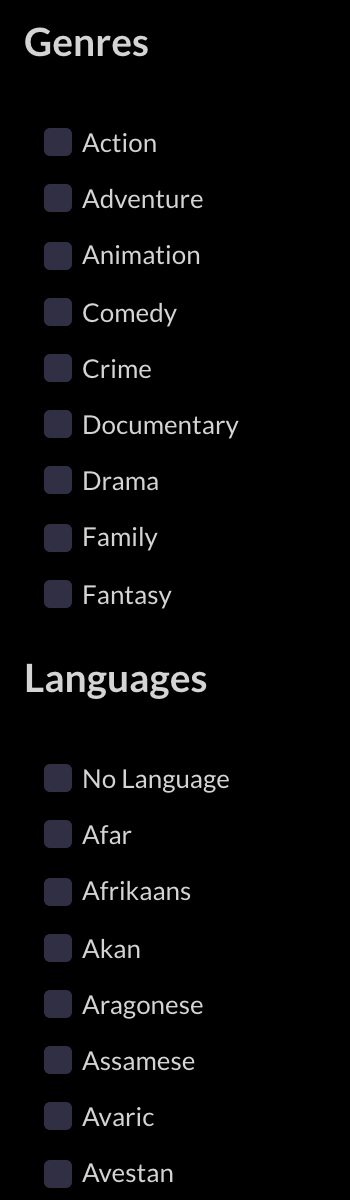 Genres
Action
Adventure
Animation
Comedy
Crime
Documentary
Drama
Family
Fantasy
Languages
No Language
Afar
Afrikaans
Akan
Aragonese
Assamese
Avaric
Avestan